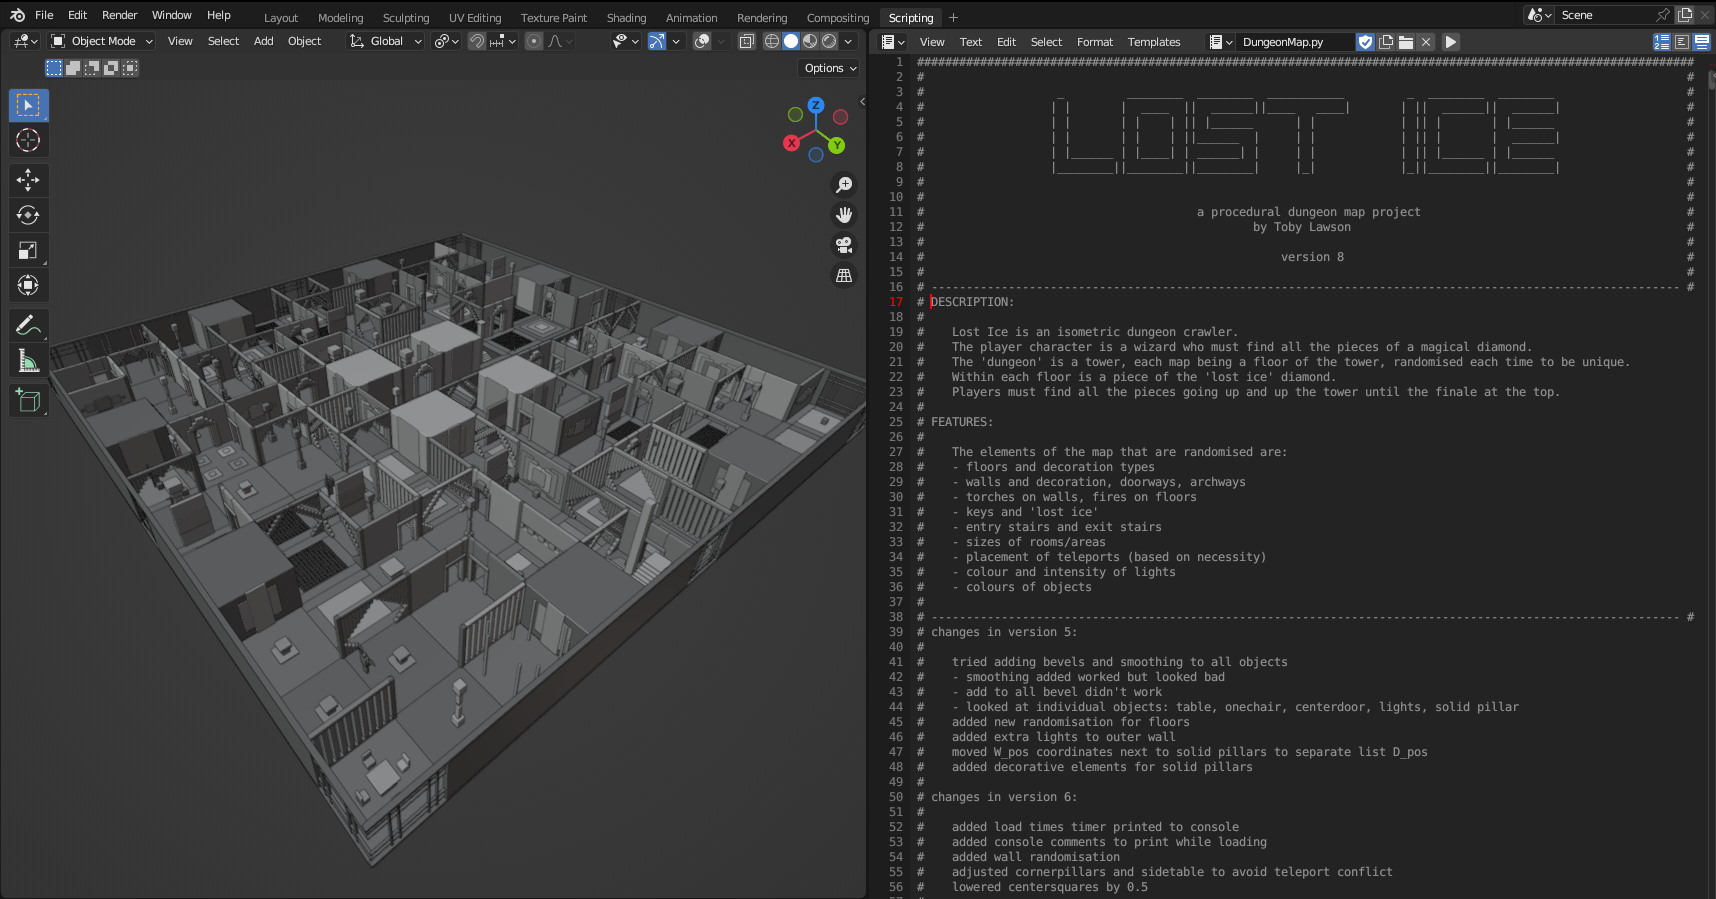 File Edit Render Window Help Layout Modeling Sculpting UV Editing Texture Paint Shading Animation Rendering Compositing Scripting + Scene
Object Mode View Select Add Object Global
Options
Z
X
Y
View Text Edit Select Format Templates DungeonMap.py
1 ###############################################################################################################
2 # #
3 # #
4 # #
5 # #
6 # #
7 # #
8 # #
9 # #
10 # #
LOST ICE
11 # a procedural dungeon map project #
12 # by Toby Lawson #
13 # #
14 # version 8 #
15 # #
16 # ----------------------------------------------------------------------------------------------------------- #
17 # DESCRIPTION:
18 #
19 # Lost Ice is an isometric dungeon crawler.
20 # The player character is a wizard who must find all the pieces of a magical diamond.
21 # The 'dungeon' is a tower, each map being a floor of the tower, randomised each time to be unique.
22 # Within each floor is a piece of the 'lost ice' diamond.
23 # Players must find all the pieces going up and up the tower until the finale at the top.
24 #
25 # FEATURES:
26 #
27 # The elements of the map that are randomised are:
28 # - floors and decoration types
29 # - walls and decoration, doorways, archways
30 # - torches on walls, fires on floors
31 # - keys and 'lost ice'
32 # - entry stairs and exit stairs
33 # - sizes of rooms/areas
34 # - placement of teleports (based on necessity)
35 # - colour and intensity of lights
36 # - colours of objects
37 #
38 # ----------------------------------------------------------------------------------------------------------- #
39 # changes in version 5:
40 #
41 # tried adding bevels and smoothing to all objects
42 # - smoothing added worked but looked bad
43 # - add to all bevel didn't work
44 # - looked at individual objects: table, onechair, centerdoor, lights, solid pillar
45 # added new randomisation for floors
46 # added extra lights to outer wall
47 # moved W_pos coordinates next to solid pillars to separate list D_pos
48 # added decorative elements for solid pillars
49 #
50 # changes in version 6:
51 #
52 # added load times timer printed to console
53 # added console comments to print while loading
54 # added wall randomisation
55 # adjusted cornerpillars and sidetable to avoid teleport conflict
56 # lowered centersquares by 0.5